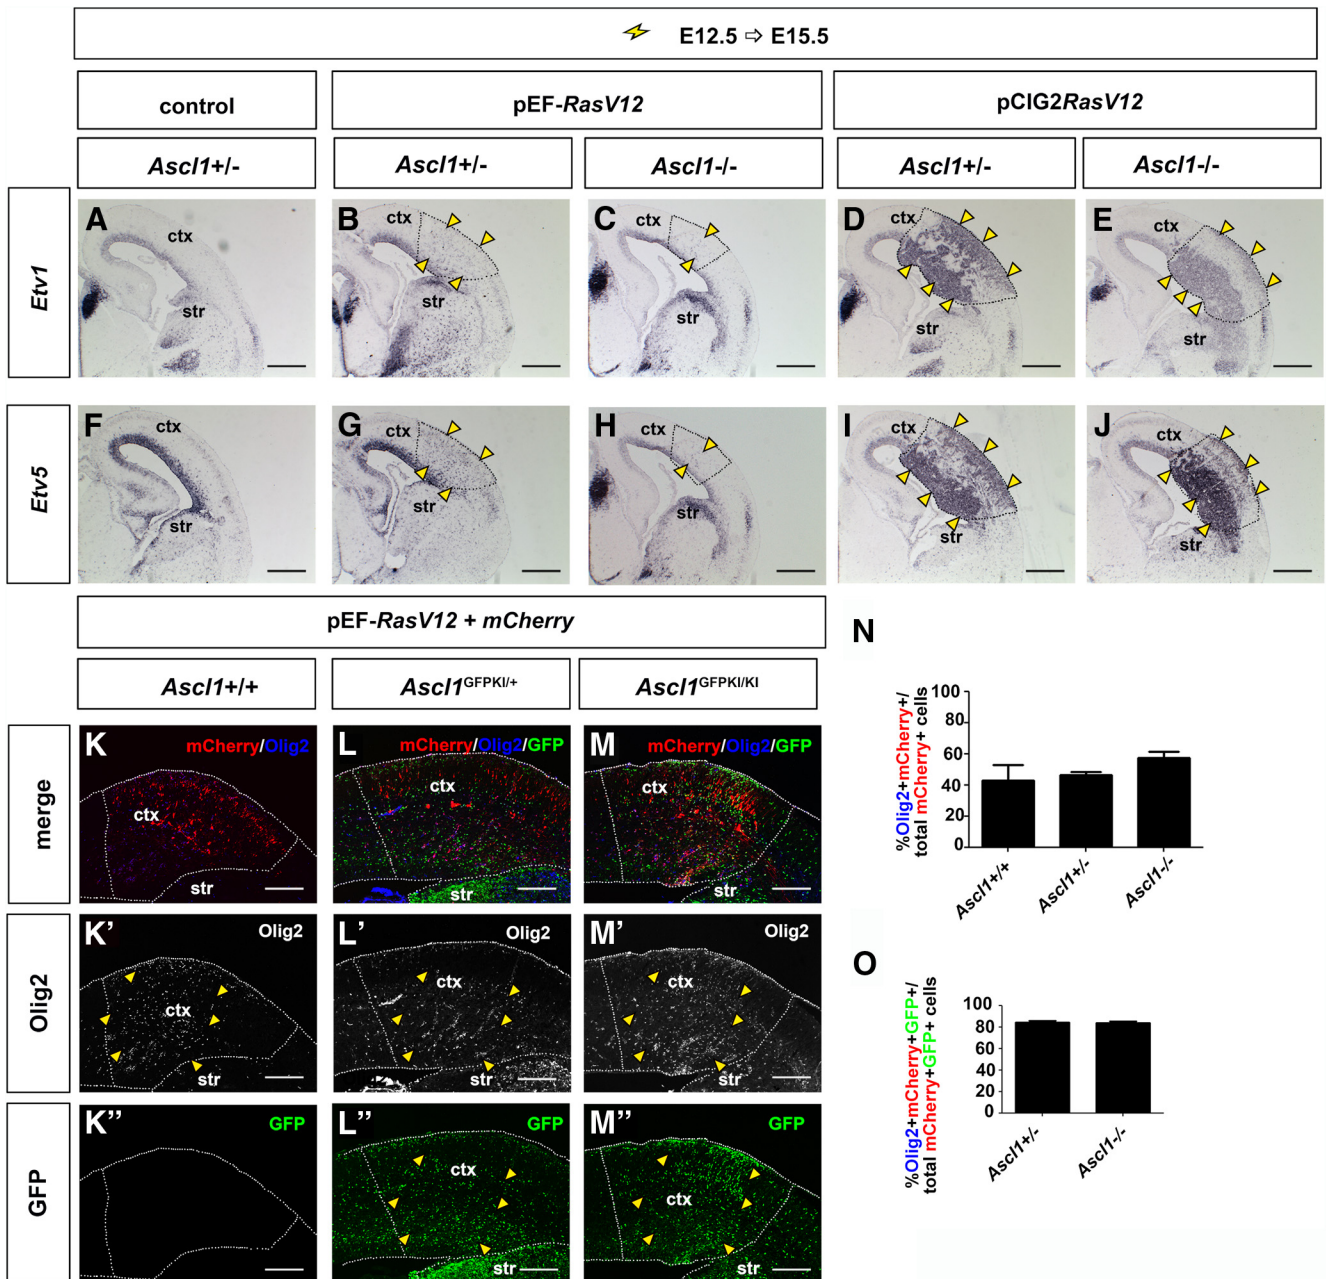 E12.5 ⇨ E15.5
control
pEF-RasV12
pCIG2RasV12
Ascl1+/-
Ascl1+/-
Ascl1-/-
Ascl1+/-
Ascl1-/-
Etv1
A
ctx
str
B
ctx
str
C
ctx
str
D
ctx
str
E
ctx
str
Etv5
F
ctx
str
G
ctx
str
H
ctx
str
I
ctx
str
J
ctx
str
pEF-RasV12 + mCherry
Ascl1+/+
Ascl1GFPKI/+
Ascl1GFPKI/KI
merge
K
mCherry/Olig2
ctx
str
L
mCherry/Olig2/GFP
ctx
str
M
mCherry/Olig2/GFP
ctx
str
Olig2
K’
Olig2
ctx
str
L’
Olig2
ctx
str
M’
Olig2
ctx
str
GFP
K’’
GFP
L’’
GFP
ctx
str
M’’
GFP
ctx
str
N
%Olig2+mCherry+/
total mCherry+ cells
100
80
60
40
20
0
Ascl1+/+
Ascl1+/-
Ascl1-/-
O
%Olig2+mCherry+GFP+/
total mCherry+GFP+ cells
100
80
60
40
20
0
Ascl1+/-
Ascl1-/-